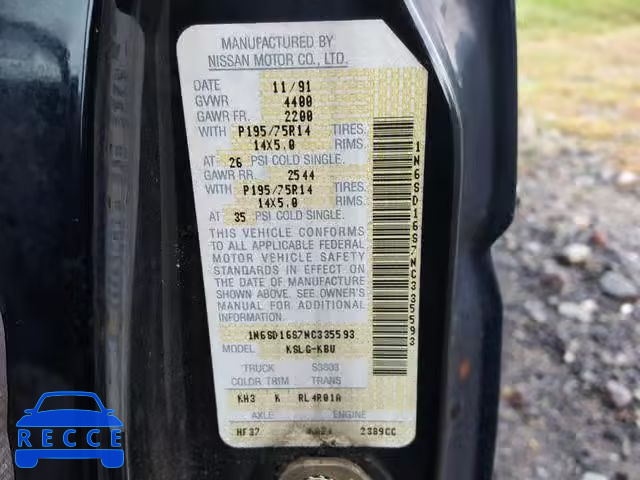 MANUFACTURED BY
NISSAN MOTOR CO., LTD.
DATE 11/91
GVWR 4400
GAWR FR. 2200
WITH P195/75R14 TIRES.
14X5.0 RIMS.
AT 26 PSI COLD SINGLE.
GAWR RR. 2544
WITH P195/75R14 TIRES.
14X5.0 RIMS.
AT 35 PSI COLD SINGLE.
THIS VEHICLE CONFORMS
TO ALL APPLICABLE FEDERAL
MOTOR VEHICLE SAFETY
STANDARDS IN EFFECT ON
THE DATE OF MANUFACTURE
SHOWN ABOVE. SEE OWNER'S
MANUAL FOR ADDITIONAL
INFORMATION.
1N6SD16S7NC335593
MODEL KSLG-KBU
TRUCK S3803
COLOR TRIM TRANS
KH3 K RL4R01A
AXLE ENGINE
HF37 KA24 2389CC
1N6SD16S7NC335593
RECCE